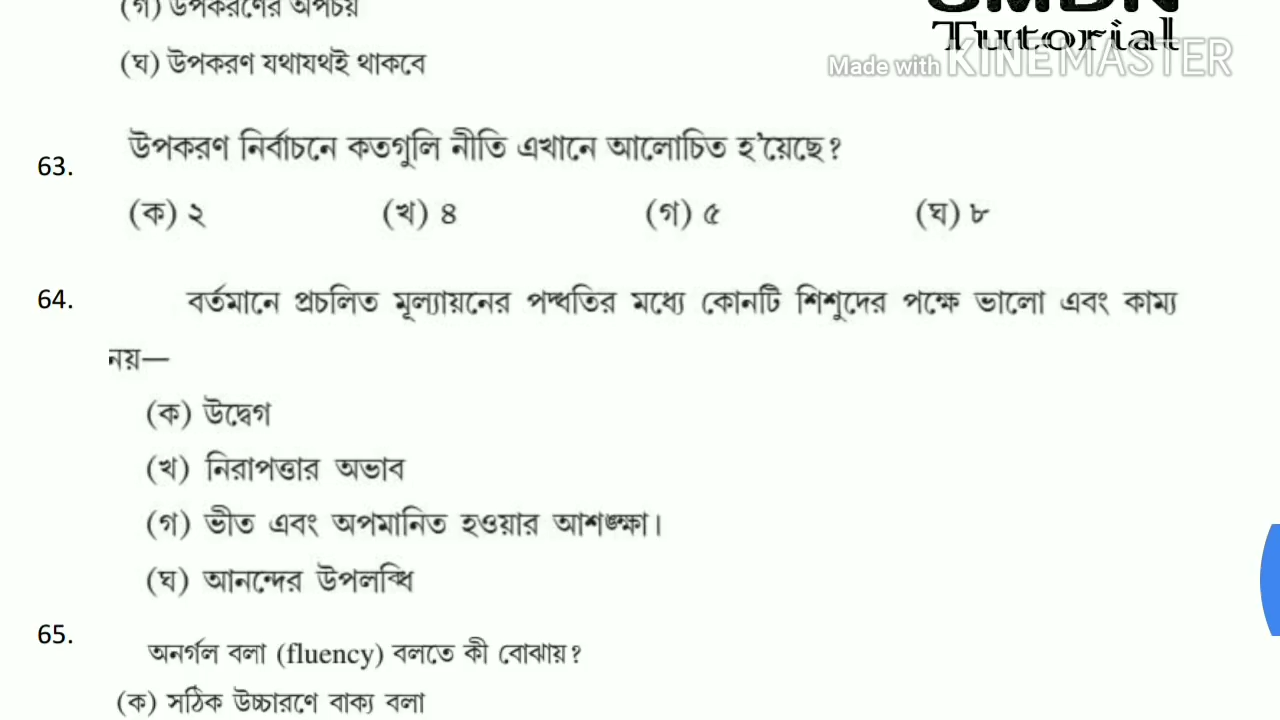 (গ) উপকরণের অপচয়
Tutorial
Made with KINEMASTER
(ঘ) উপকরণ যথাযথই থাকবে
63. উপকরণ নির্বাচনে কতগুলি নীতি এখানে আলোচিত হ'য়েছে?
(ক) ২ (খ) ৪ (গ) ৫ (ঘ) ৮
64. বর্তমানে প্রচলিত মূল্যায়নের পদ্ধতির মধ্যে কোনটি শিশুদের পক্ষে ভালো এবং কাম্য
নয়—
(ক) উদ্বেগ
(খ) নিরাপত্তার অভাব
(গ) ভীত এবং অপমানিত হওয়ার আশঙ্কা।
(ঘ) আনন্দের উপলব্ধি
65. অনর্গল বলা (fluency) বলতে কী বোঝায়?
(ক) সঠিক উচ্চারণে বাক্য বলা